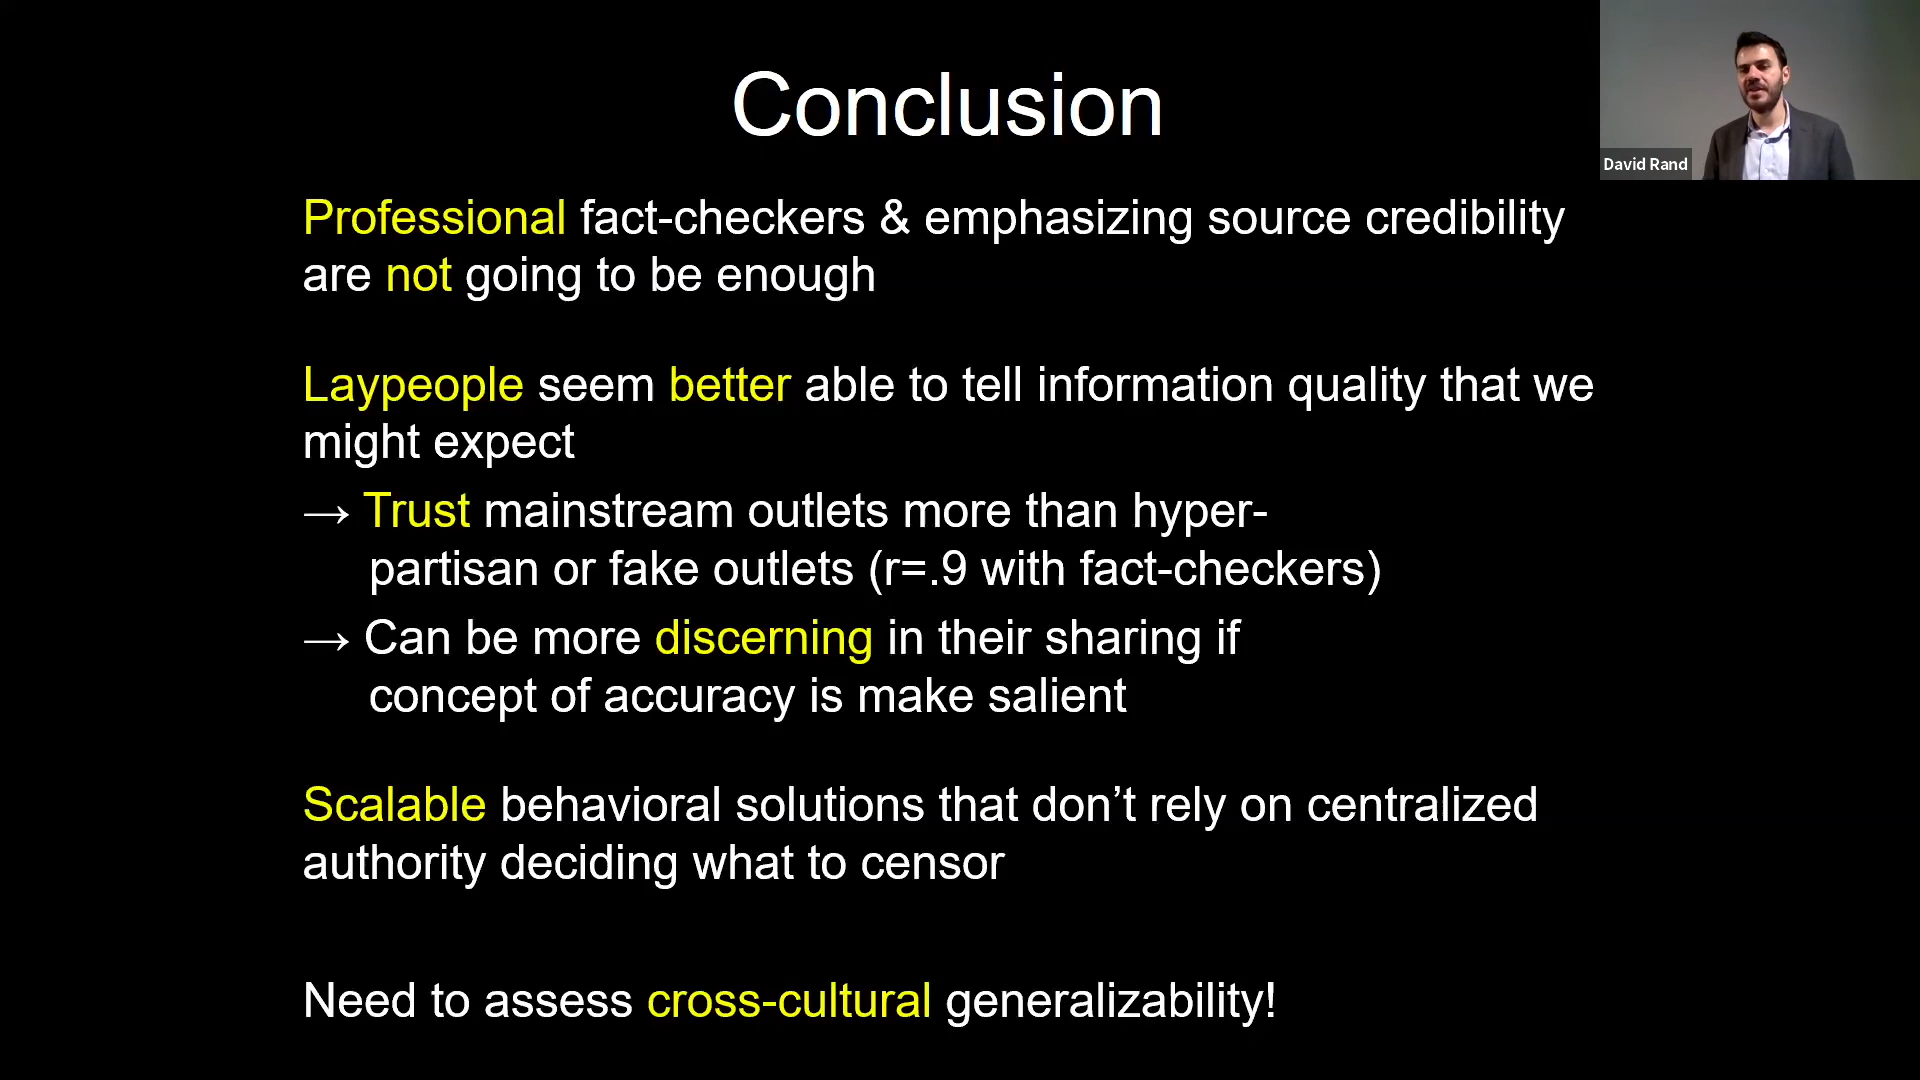 Conclusion
David Rand
Professional fact-checkers & emphasizing source credibility
are not going to be enough
Laypeople seem better able to tell information quality that we
might expect
→ Trust mainstream outlets more than hyper-
partisan or fake outlets (r=.9 with fact-checkers)
→ Can be more discerning in their sharing if
concept of accuracy is make salient
Scalable behavioral solutions that don’t rely on centralized
authority deciding what to censor
Need to assess cross-cultural generalizability!